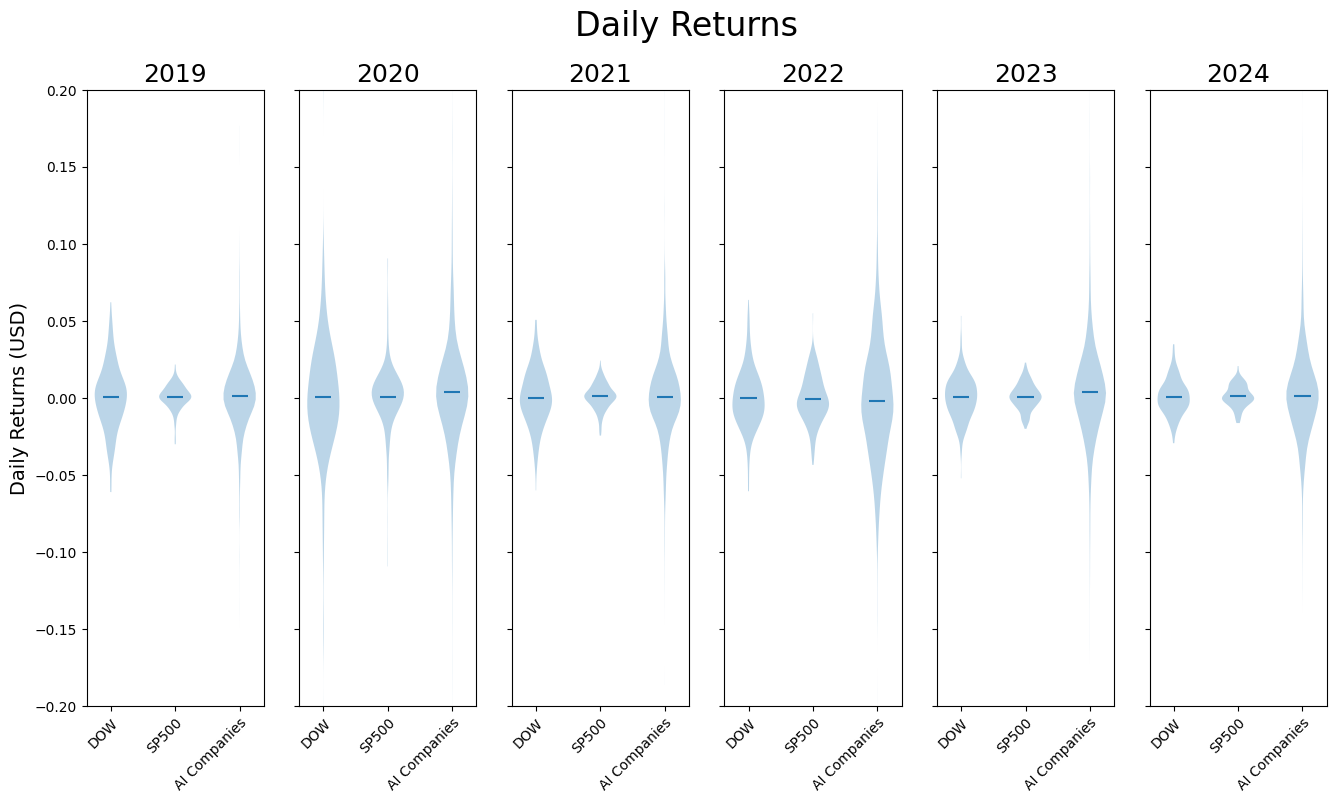 Daily Returns
2019
2020
2021
2022
2023
2024
Daily Returns (USD)
0.20
0.15
0.10
0.05
0.00
−0.05
−0.10
−0.15
−0.20
DOW
SP500
AI Companies
DOW
SP500
AI Companies
DOW
SP500
AI Companies
DOW
SP500
AI Companies
DOW
SP500
AI Companies
DOW
SP500
AI Companies